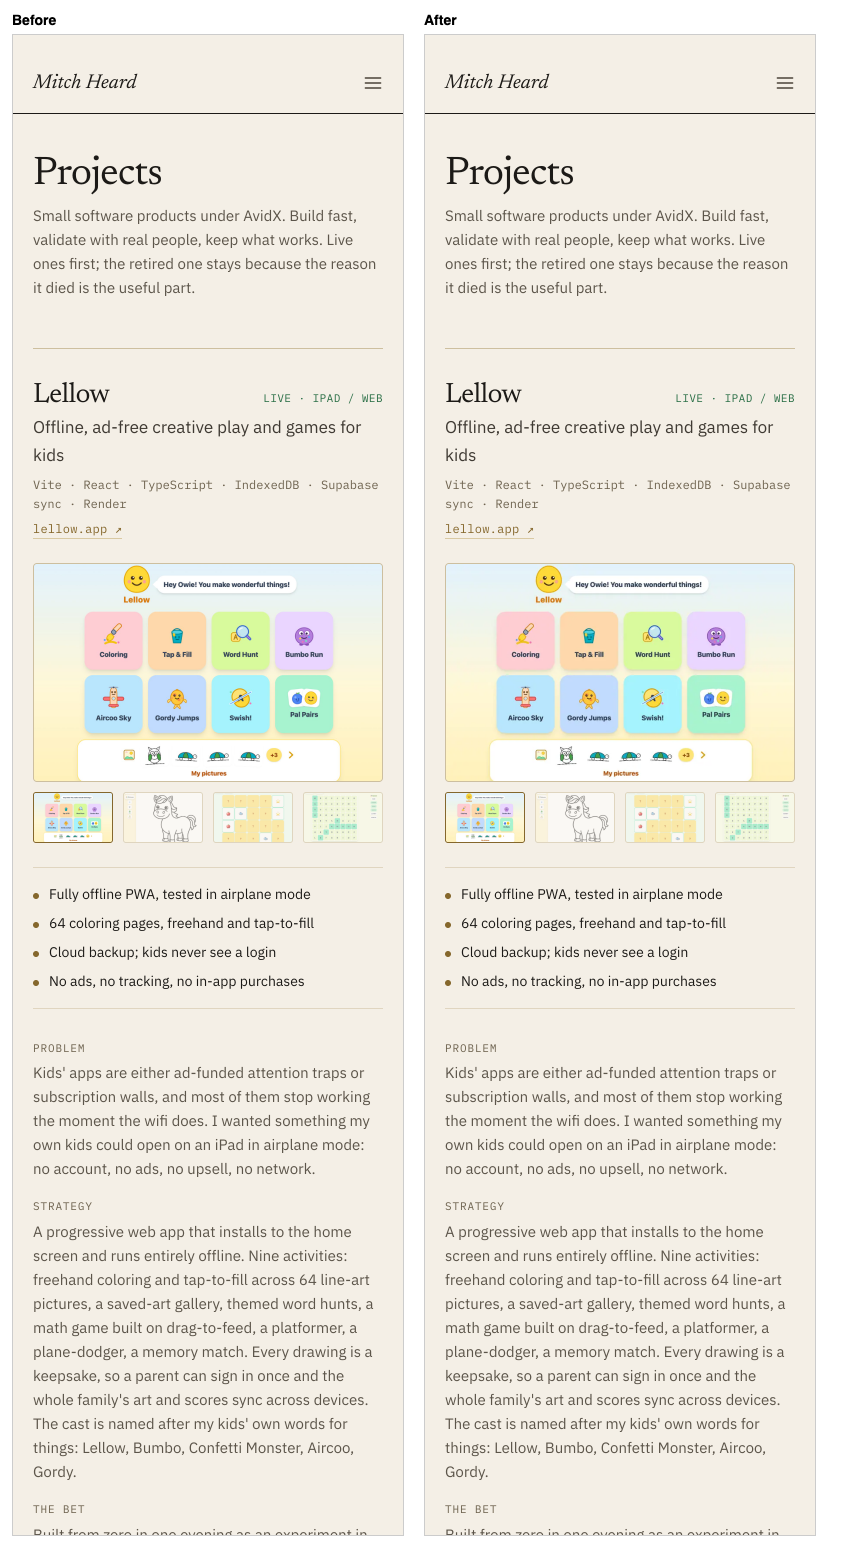 Before
Mitch Heard
Projects
Small software products under AvidX. Build fast,
validate with real people, keep what works. Live
ones first; the retired one stays because the reason
it died is the useful part.
Lellow
LIVE · IPAD / WEB
Offline, ad-free creative play and games for
kids
Vite · React · TypeScript · IndexedDB · Supabase
sync · Render
lellow.app ↗
Hey Owie! You make wonderful things!
Lellow
Coloring
Tap & Fill
Word Hunt
Bumbo Run
Aircoo Sky
Gordy Jumps
Swish!
Pal Pairs
+3
My pictures
Fully offline PWA, tested in airplane mode
64 coloring pages, freehand and tap-to-fill
Cloud backup; kids never see a login
No ads, no tracking, no in-app purchases
PROBLEM
Kids' apps are either ad-funded attention traps or
subscription walls, and most of them stop working
the moment the wifi does. I wanted something my
own kids could open on an iPad in airplane mode:
no account, no ads, no upsell, no network.
STRATEGY
A progressive web app that installs to the home
screen and runs entirely offline. Nine activities:
freehand coloring and tap-to-fill across 64 line-art
pictures, a saved-art gallery, themed word hunts, a
math game built on drag-to-feed, a platformer, a
plane-dodger, a memory match. Every drawing is a
keepsake, so a parent can sign in once and the
whole family's art and scores sync across devices.
The cast is named after my kids' own words for
things: Lellow, Bumbo, Confetti Monster, Aircoo,
Gordy.
THE BET
Built from zero in one evening as an experiment in
After
Mitch Heard
Projects
Small software products under AvidX. Build fast,
validate with real people, keep what works. Live
ones first; the retired one stays because the reason
it died is the useful part.
Lellow
LIVE · IPAD / WEB
Offline, ad-free creative play and games for
kids
Vite · React · TypeScript · IndexedDB · Supabase
sync · Render
lellow.app ↗
Hey Owie! You make wonderful things!
Lellow
Coloring
Tap & Fill
Word Hunt
Bumbo Run
Aircoo Sky
Gordy Jumps
Swish!
Pal Pairs
+3
My pictures
Fully offline PWA, tested in airplane mode
64 coloring pages, freehand and tap-to-fill
Cloud backup; kids never see a login
No ads, no tracking, no in-app purchases
PROBLEM
Kids' apps are either ad-funded attention traps or
subscription walls, and most of them stop working
the moment the wifi does. I wanted something my
own kids could open on an iPad in airplane mode:
no account, no ads, no upsell, no network.
STRATEGY
A progressive web app that installs to the home
screen and runs entirely offline. Nine activities:
freehand coloring and tap-to-fill across 64 line-art
pictures, a saved-art gallery, themed word hunts, a
math game built on drag-to-feed, a platformer, a
plane-dodger, a memory match. Every drawing is a
keepsake, so a parent can sign in once and the
whole family's art and scores sync across devices.
The cast is named after my kids' own words for
things: Lellow, Bumbo, Confetti Monster, Aircoo,
Gordy.
THE BET
Built from zero in one evening as an experiment in